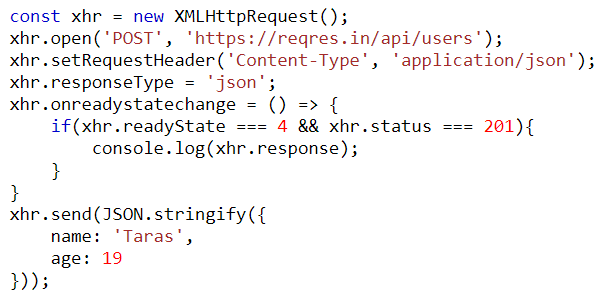 const xhr = new XMLHttpRequest();
xhr.open('POST', 'https://reqres.in/api/users');
xhr.setRequestHeader('Content-Type', 'application/json');
xhr.responseType = 'json';
xhr.onreadystatechange = () => {
    if(xhr.readyState === 4 && xhr.status === 201){
        console.log(xhr.response);
    }
}
xhr.send(JSON.stringify({
    name: 'Taras',
    age: 19
}));